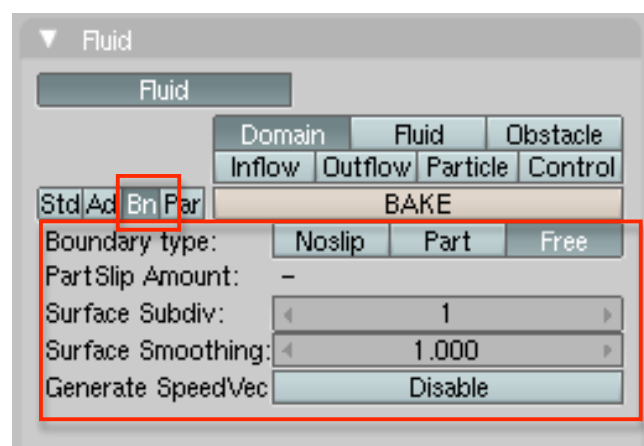 Fluid
Fluid
Domain Fluid Obstacle
Inflow Outflow Particle Control
Std Ad Bn Par BAKE
Boundary type: Noslip Part Free
PartSlip Amount: –
Surface Subdiv: 1
Surface Smoothing: 1.000
Generate SpeedVec Disable